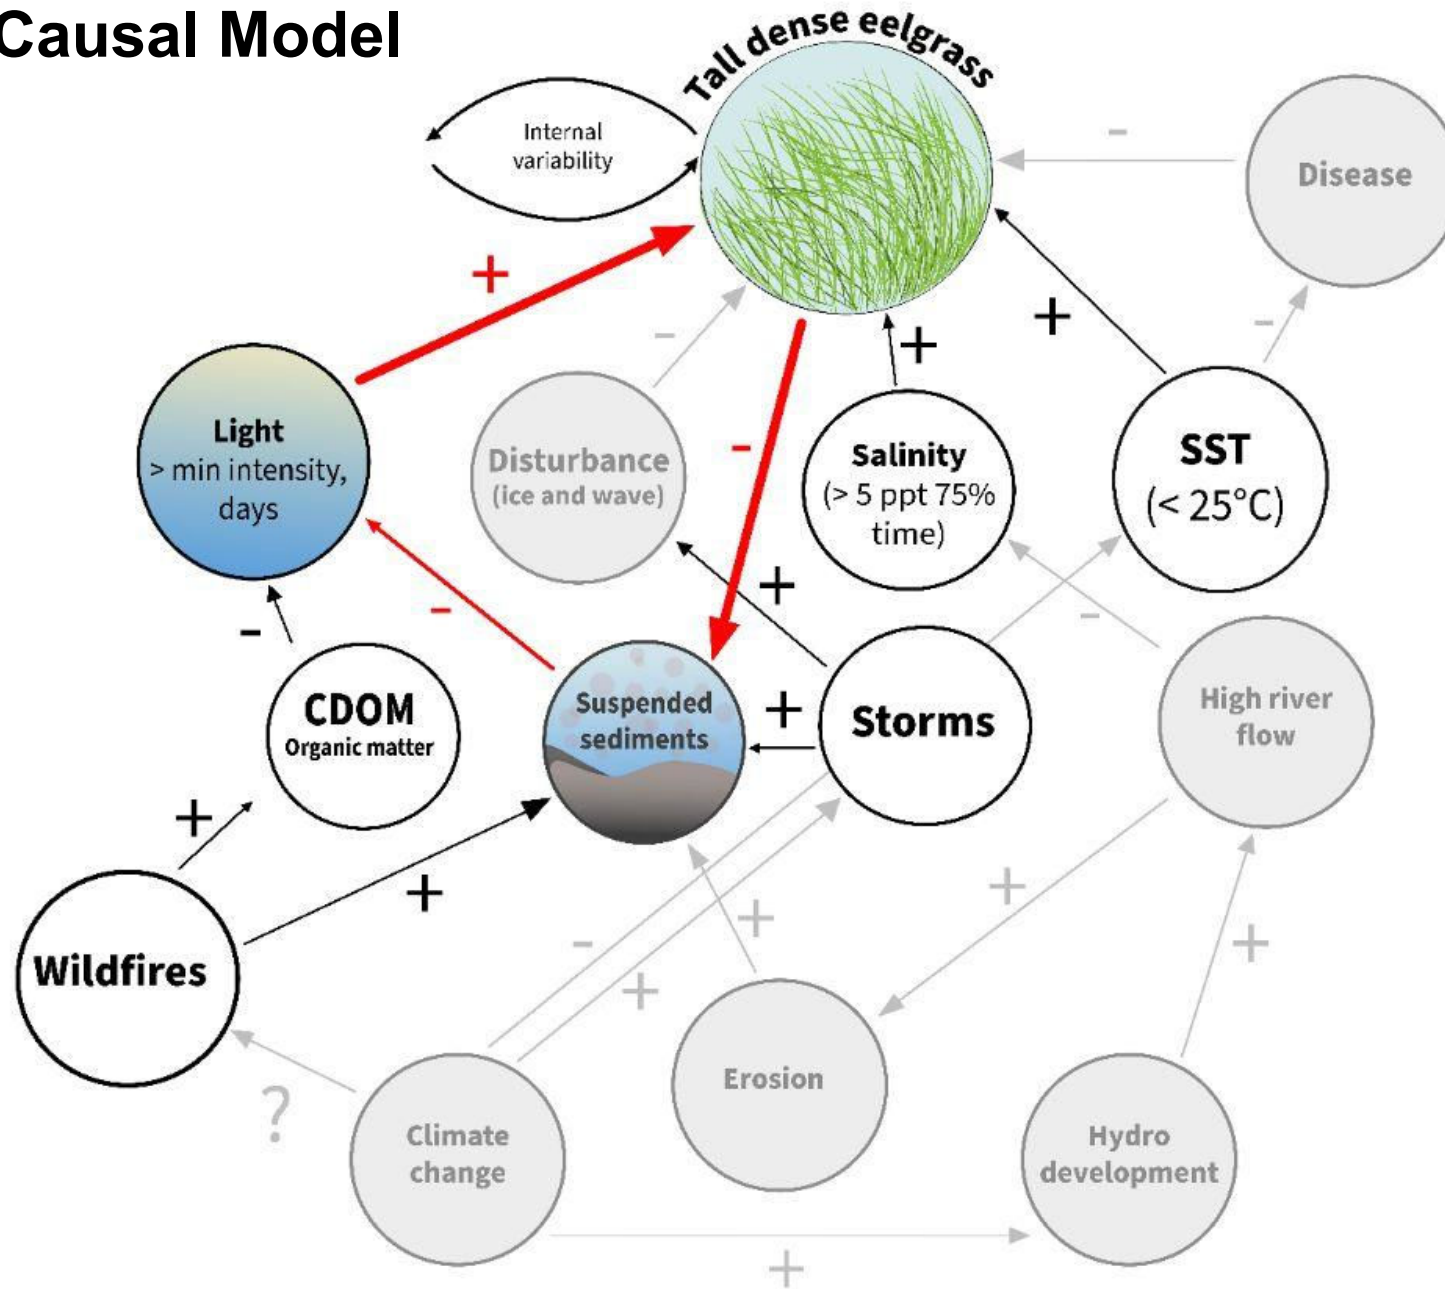 Causal Model
Tall dense eelgrass
Internal
variability
-
Disease
+
+
-
-
+
Light
> min intensity,
days
Disturbance
(ice and wave)
-
Salinity
(> 5 ppt 75%
time)
SST
(< 25°C)
-
-
+
-
CDOM
Organic matter
Suspended
sediments
+
Storms
High river
flow
+
+
-
+
+
+
+
Wildfires
?
Climate
change
Erosion
Hydro
development
+